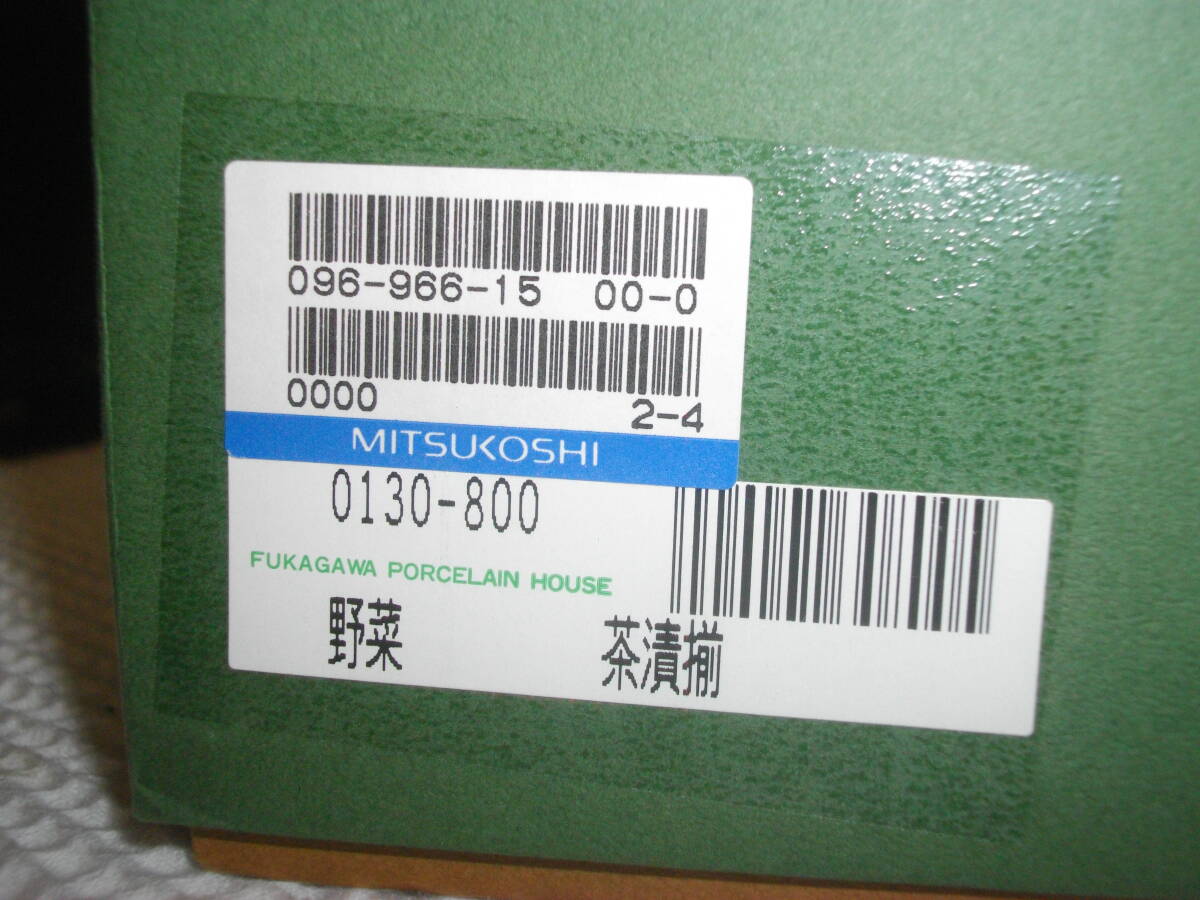 096-966-15 00-0
0000 2-4
MITSUKOSHI
0130-800
FUKAGAWA PORCELAIN HOUSE
野菜 茶漬揃